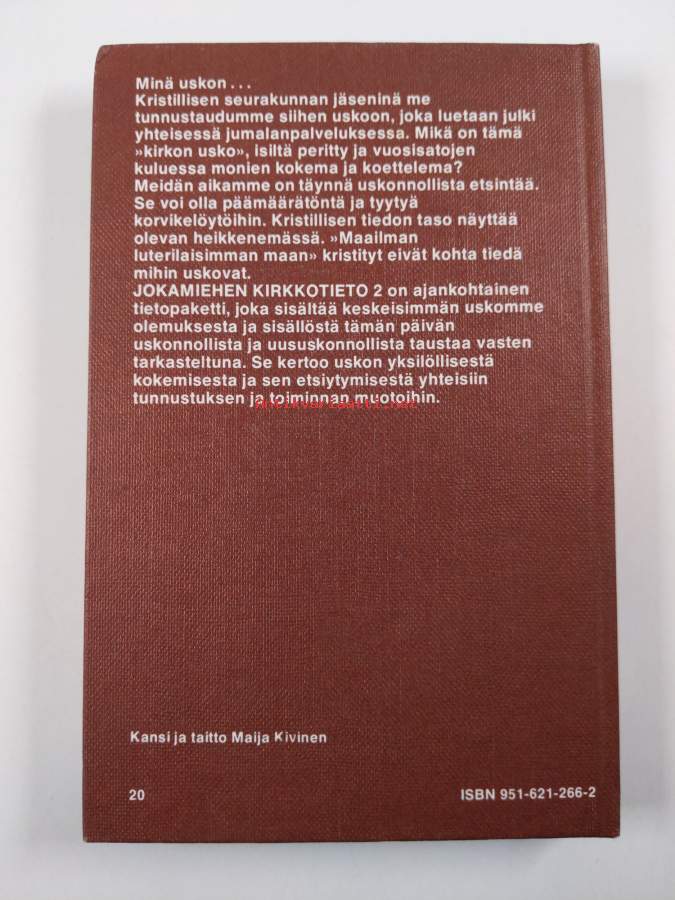 Minä uskon . . .
Kristillisen seurakunnan jäseninä me
tunnustaudumme siihen uskoon, joka luetaan julki
yhteisessä jumalanpalveluksessa. Mikä on tämä
»kirkon usko», isiltä peritty ja vuosisatojen
kuluessa monien kokema ja koettelema?
Meidän aikamme on täynnä uskonnollista etsintää.
Se voi olla päämäärätöntä ja tyytyä
korvikelöytöihin. Kristillisen tiedon taso näyttää
olevan heikkenemässä. »Maailman
luterilaisimman maan» kristityt eivät kohta tiedä
mihin uskovat.
JOKAMIEHEN KIRKKOTIETO 2 on ajankohtainen
tietopaketti, joka sisältää keskeisimmän uskomme
olemuksesta ja sisällöstä tämän päivän
uskonnollista ja uususkonnollista taustaa vasten
tarkasteltuna. Se kertoo uskon yksilöllisestä
kokemisesta ja sen etsiytymisestä yhteisiin
tunnustuksen ja toiminnan muotoihin.
antikvariaatti.net
Kansi ja taitto Maija Kivinen
20 ISBN 951-621-266-2